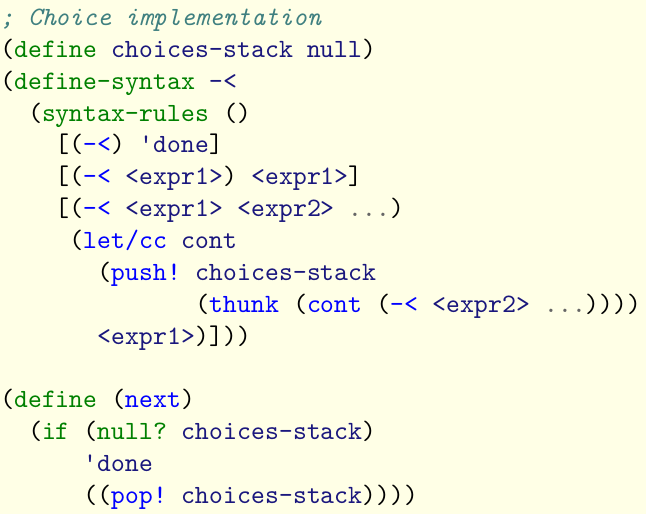 ; Choice implementation
(define choices-stack null)
(define-syntax -<
  (syntax-rules ()
    [(-<) 'done]
    [(-< <expr1>) <expr1>]
    [(-< <expr1> <expr2> ...)
     (let/cc cont
       (push! choices-stack
              (thunk (cont (-< <expr2> ...))))
       <expr1>)]))

(define (next)
  (if (null? choices-stack)
      'done
      ((pop! choices-stack))))